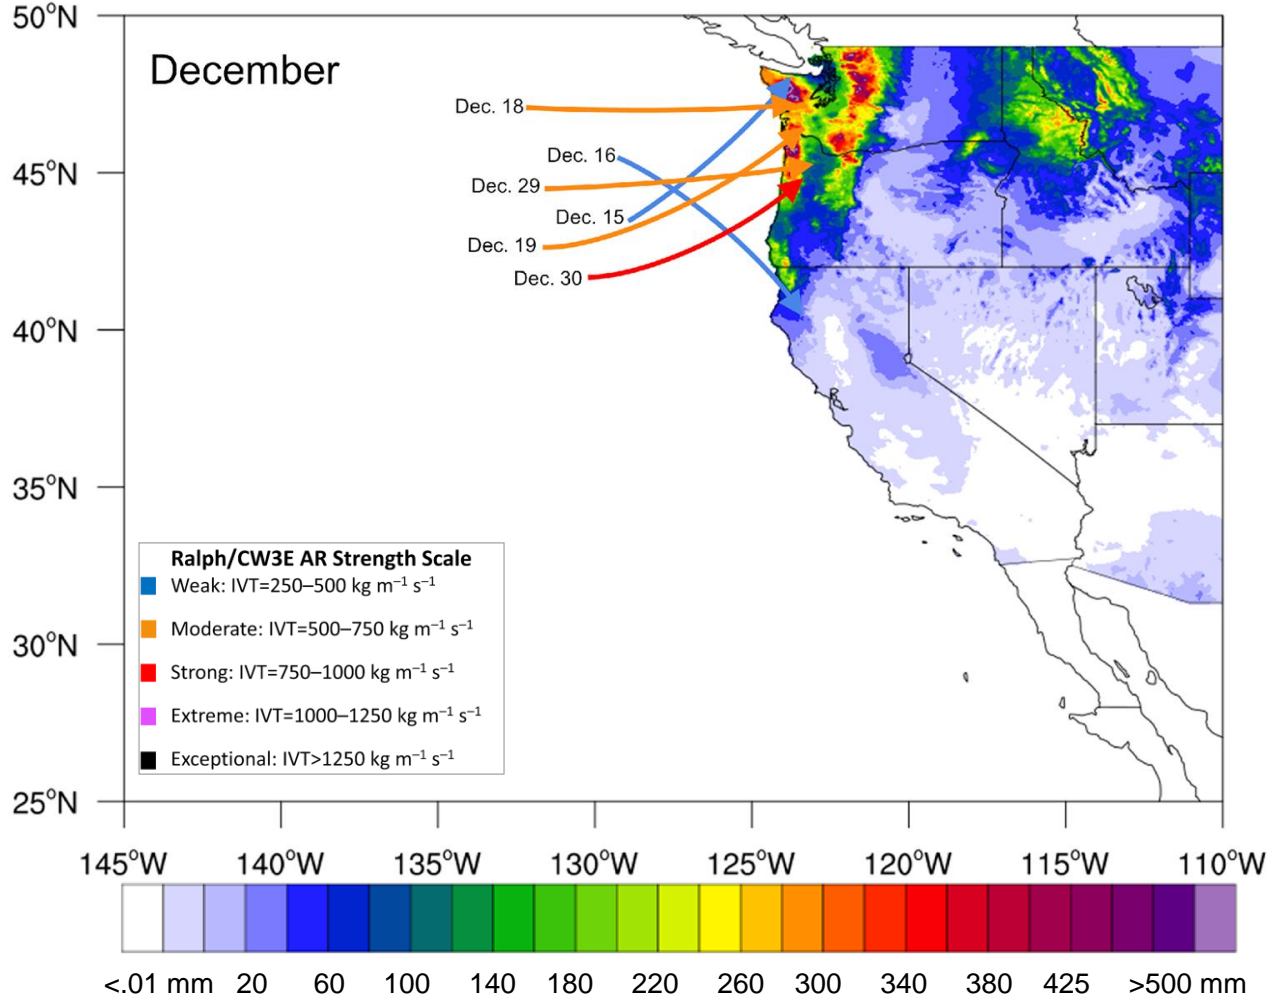 50°N
December
Dec. 18
Dec. 16
45°N
Dec. 29
Dec. 15
Dec. 19
Dec. 30
40°N
35°N
Ralph/CW3E AR Strength Scale
Weak: IVT=250–500 kg m⁻¹ s⁻¹
Moderate: IVT=500–750 kg m⁻¹ s⁻¹
30°N
Strong: IVT=750–1000 kg m⁻¹ s⁻¹
Extreme: IVT=1000–1250 kg m⁻¹ s⁻¹
Exceptional: IVT>1250 kg m⁻¹ s⁻¹
25°N
145°W 140°W 135°W 130°W 125°W 120°W 115°W 110°W
<.01 mm 20 60 100 140 180 220 260 300 340 380 425 >500 mm